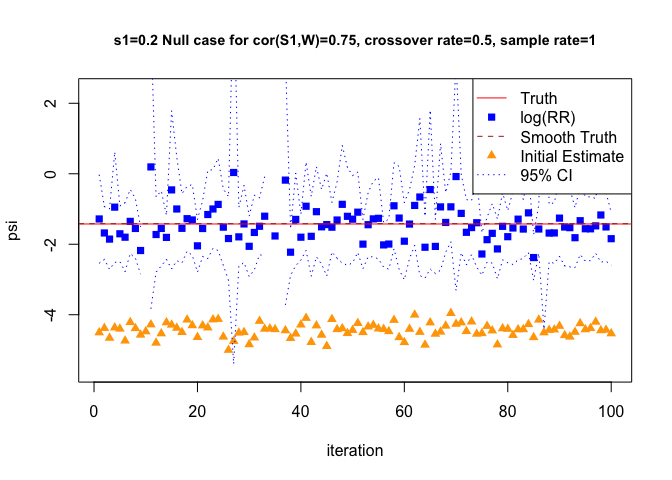 s1=0.2 Null case for cor(S1,W)=0.75, crossover rate=0.5, sample rate=1
Truth
log(RR)
Smooth Truth
Initial Estimate
95% CI
psi
2
0
-2
-4
0
20
40
60
80
100
iteration